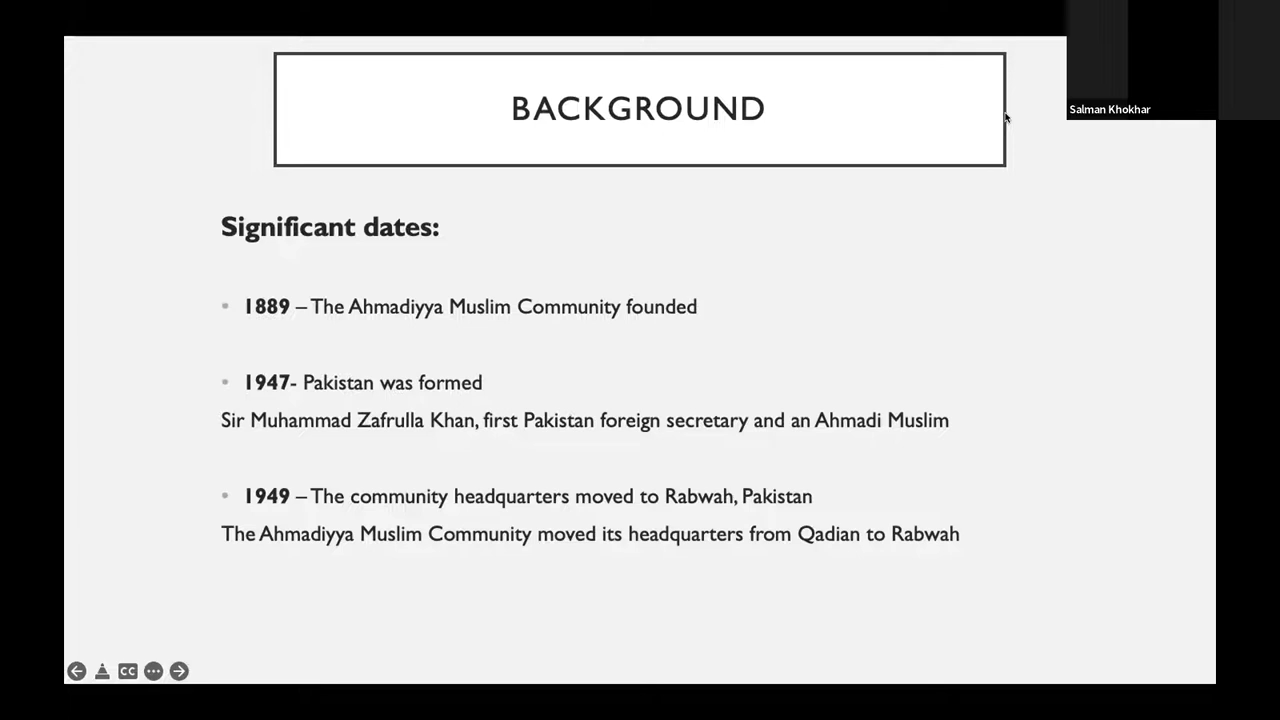 BACKGROUND
Salman Khokhar
Significant dates:
• 1889 – The Ahmadiyya Muslim Community founded
• 1947- Pakistan was formed
Sir Muhammad Zafrulla Khan, first Pakistan foreign secretary and an Ahmadi Muslim
• 1949 – The community headquarters moved to Rabwah, Pakistan
The Ahmadiyya Muslim Community moved its headquarters from Qadian to Rabwah
CC